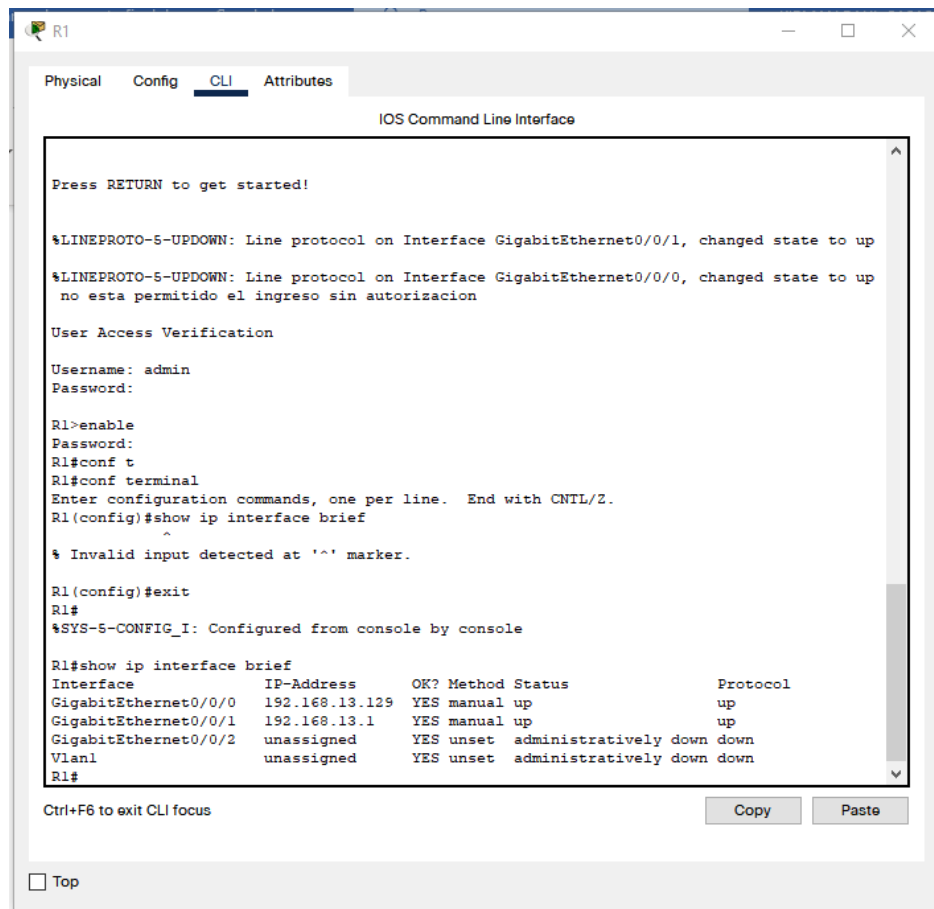 R1
Physical Config CLI Attributes
IOS Command Line Interface
Press RETURN to get started!
%LINEPROTO-5-UPDOWN: Line protocol on Interface GigabitEthernet0/0/1, changed state to up
%LINEPROTO-5-UPDOWN: Line protocol on Interface GigabitEthernet0/0/0, changed state to up
no esta permitido el ingreso sin autorizacion
User Access Verification
Username: admin
Password:
R1>enable
Password:
R1#conf t
R1#conf terminal
Enter configuration commands, one per line.  End with CNTL/Z.
R1(config)#show ip interface brief
^
% Invalid input detected at '^' marker.
R1(config)#exit
R1#
%SYS-5-CONFIG_I: Configured from console by console
R1#show ip interface brief
Interface              IP-Address      OK? Method Status                Protocol
GigabitEthernet0/0/0   192.168.13.129  YES manual up                    up
GigabitEthernet0/0/1   192.168.13.1    YES manual up                    up
GigabitEthernet0/0/2   unassigned      YES unset  administratively down down
Vlan1                  unassigned      YES unset  administratively down down
R1#
Ctrl+F6 to exit CLI focus
Copy Paste
Top